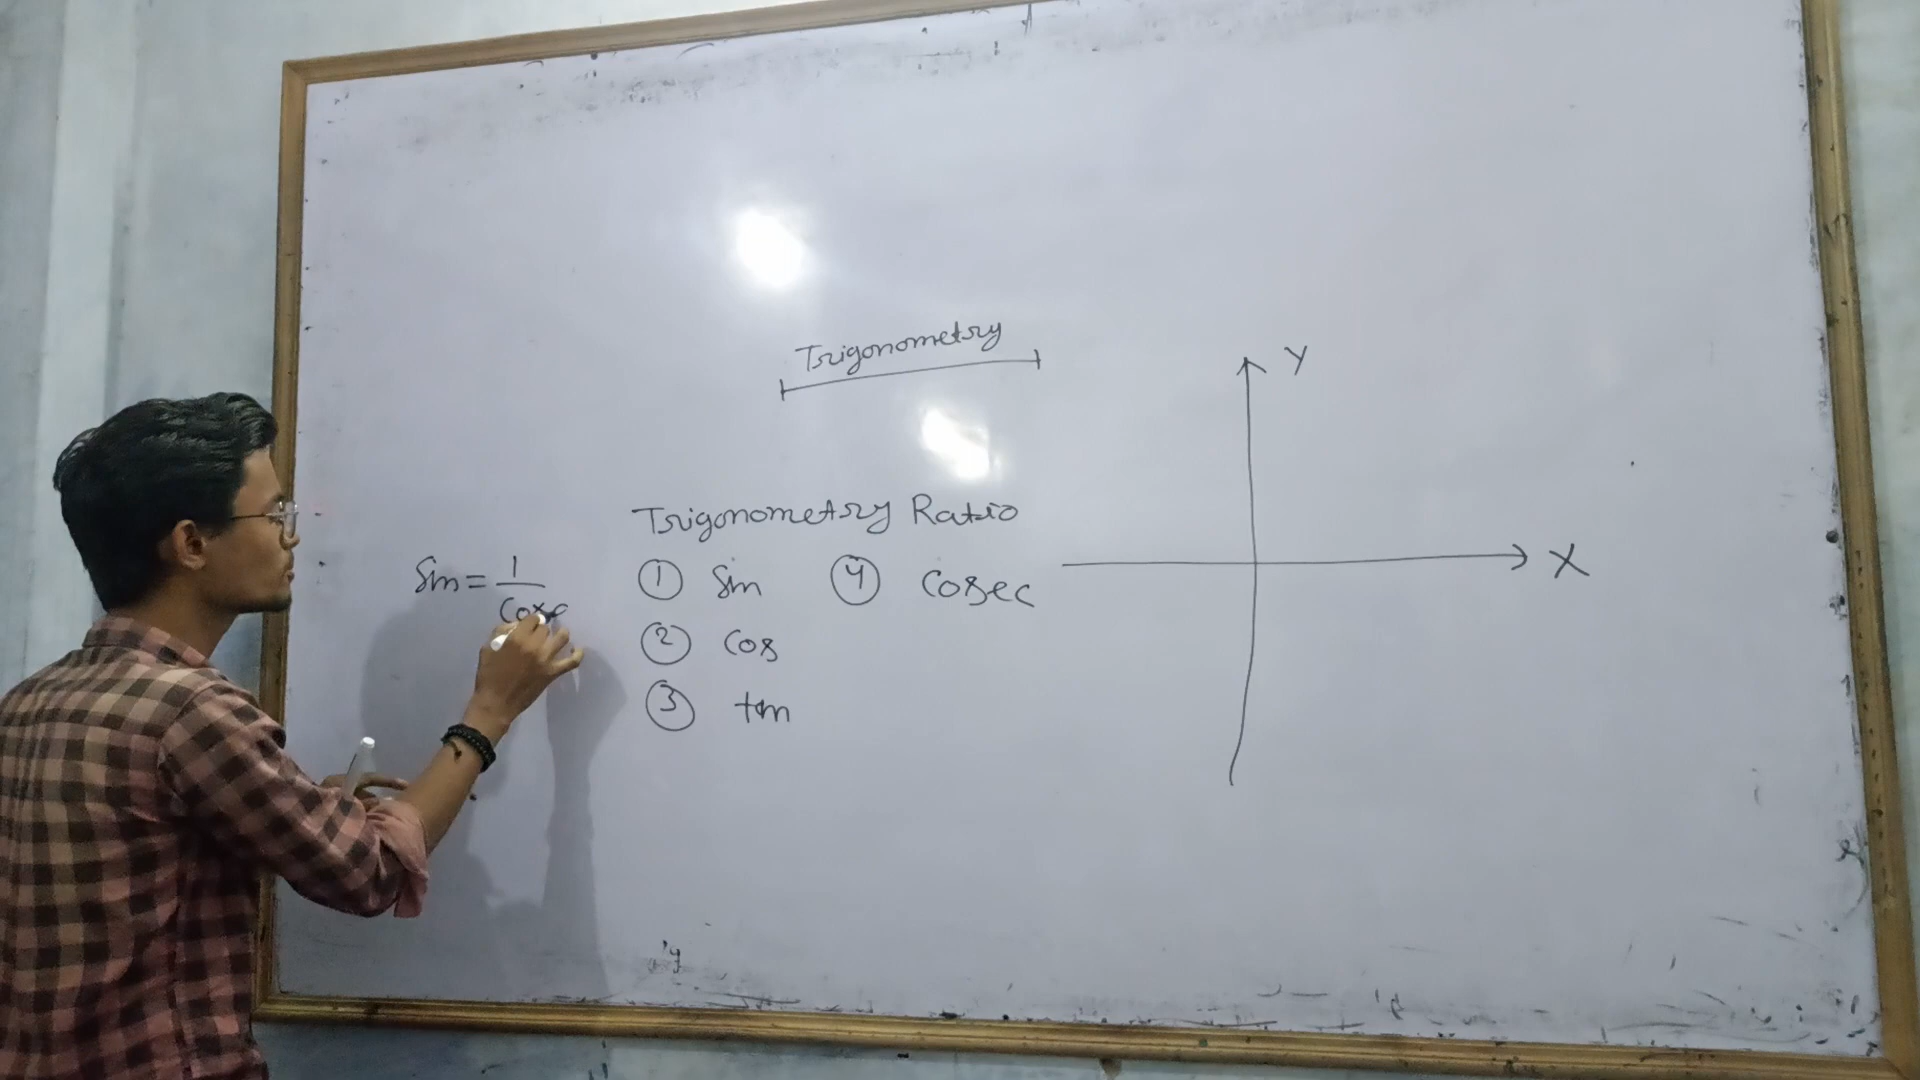 Trigonometry
Y
X
Trigonometry Ratio
Sin = 1/Cosec
① Sin ④ Cosec
② Cos
③ tan